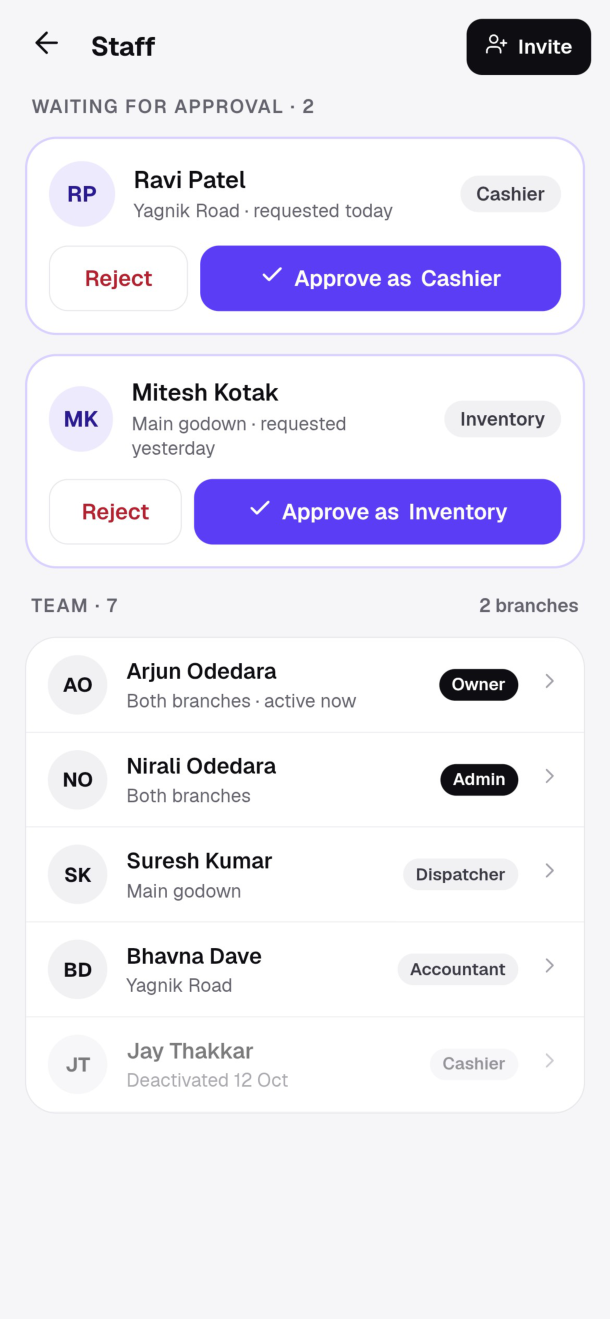 Staff
Invite
WAITING FOR APPROVAL · 2
RP
Ravi Patel
Yagnik Road · requested today
Cashier
Reject
Approve as Cashier
MK
Mitesh Kotak
Main godown · requested
yesterday
Inventory
Reject
Approve as Inventory
TEAM · 7
2 branches
AO
Arjun Odedara
Both branches · active now
Owner
NO
Nirali Odedara
Both branches
Admin
SK
Suresh Kumar
Main godown
Dispatcher
BD
Bhavna Dave
Yagnik Road
Accountant
JT
Jay Thakkar
Deactivated 12 Oct
Cashier